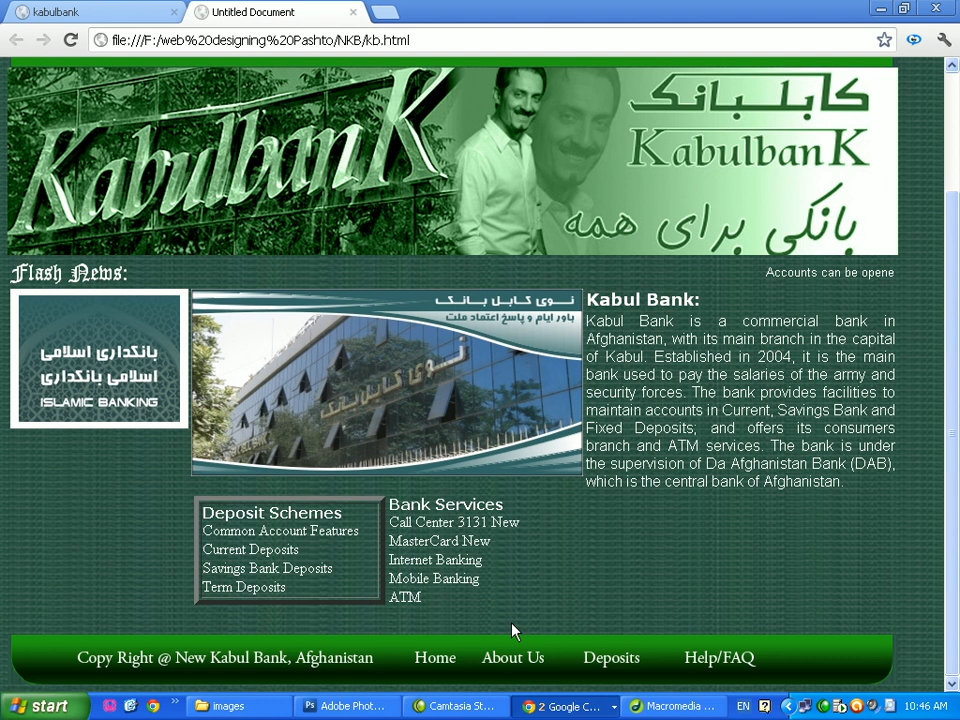 kabulbank
Untitled Document
file:///F:/web%20designing%20Pashto/NKB/kb.html
KabulbanK
کابلبانک
KabulbanK
بانکی برای همه
Flash News:
Accounts can be opene
بانکداری اسلامی
اسلامی بانکداری
ISLAMIC BANKING
نوی کابل بانک
باور ایام و پاسخ اعتماد ملت
نوی کابل بانک
Kabul Bank:
Kabul Bank is a commercial bank in
Afghanistan, with its main branch in the capital
of Kabul. Established in 2004, it is the main
bank used to pay the salaries of the army and
security forces. The bank provides facilities to
maintain accounts in Current, Savings Bank and
Fixed Deposits; and offers its consumers
branch and ATM services. The bank is under
the supervision of Da Afghanistan Bank (DAB),
which is the central bank of Afghanistan.
Deposit Schemes
Common Account Features
Current Deposits
Savings Bank Deposits
Term Deposits
Bank Services
Call Center 3131 New
MasterCard New
Internet Banking
Mobile Banking
ATM
Copy Right @ New Kabul Bank, Afghanistan Home About Us Deposits Help/FAQ
start images Adobe Phot... Camtasia St... 2 Google C... Macromedia ... EN 10:46 AM